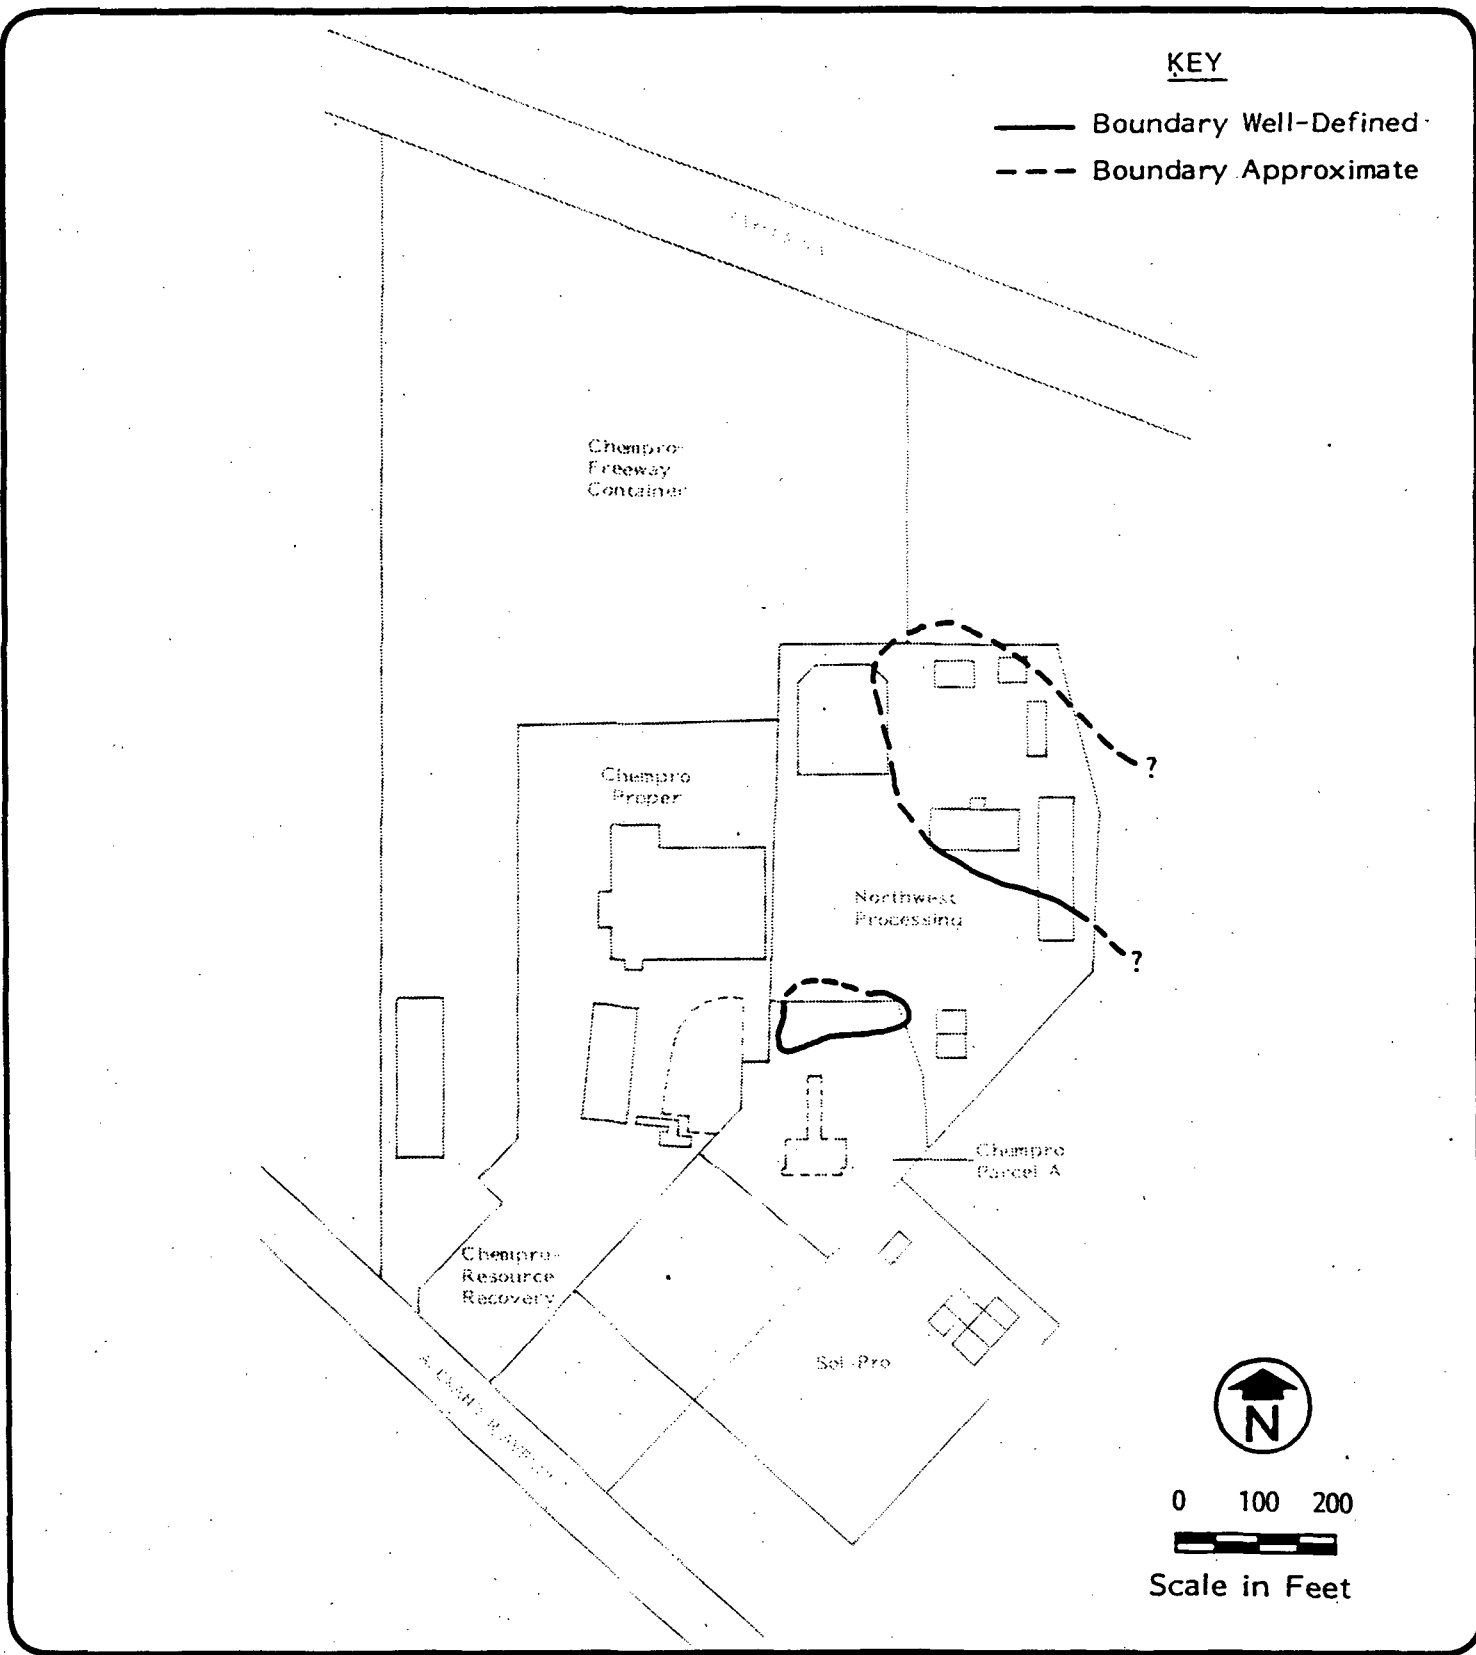 KEY
Boundary Well-Defined
Boundary Approximate
Chempro-
Freeway
Container
Chempro
Proper
?
Northwest
Processing
?
Chempro
Parcel A
Chempro-
Resource
Recovery
Sol-Pro
N
0 100 200
Scale in Feet